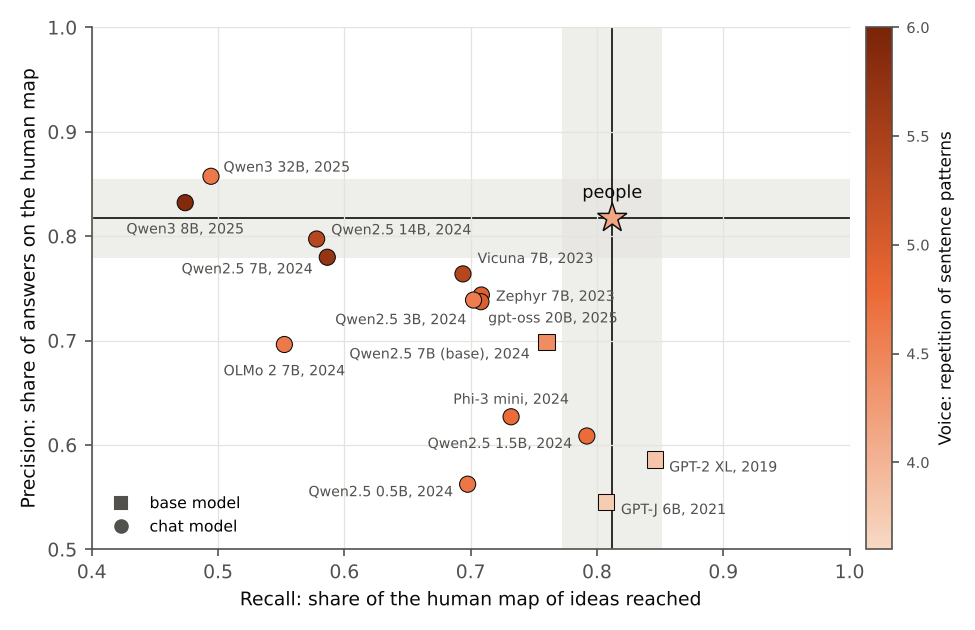 1.0
0.9
0.8
0.7
0.6
0.5
Precision: share of answers on the human map
Qwen3 32B, 2025
people
Qwen3 8B, 2025
Qwen2.5 14B, 2024
Qwen2.5 7B, 2024
Vicuna 7B, 2023
Zephyr 7B, 2023
Qwen2.5 3B, 2024
gpt-oss 20B, 2025
Qwen2.5 7B (base), 2024
OLMo 2 7B, 2024
Phi-3 mini, 2024
Qwen2.5 1.5B, 2024
GPT-2 XL, 2019
Qwen2.5 0.5B, 2024
GPT-J 6B, 2021
base model
chat model
0.4 0.5 0.6 0.7 0.8 0.9 1.0
Recall: share of the human map of ideas reached
6.0
5.5
5.0
4.5
4.0
Voice: repetition of sentence patterns